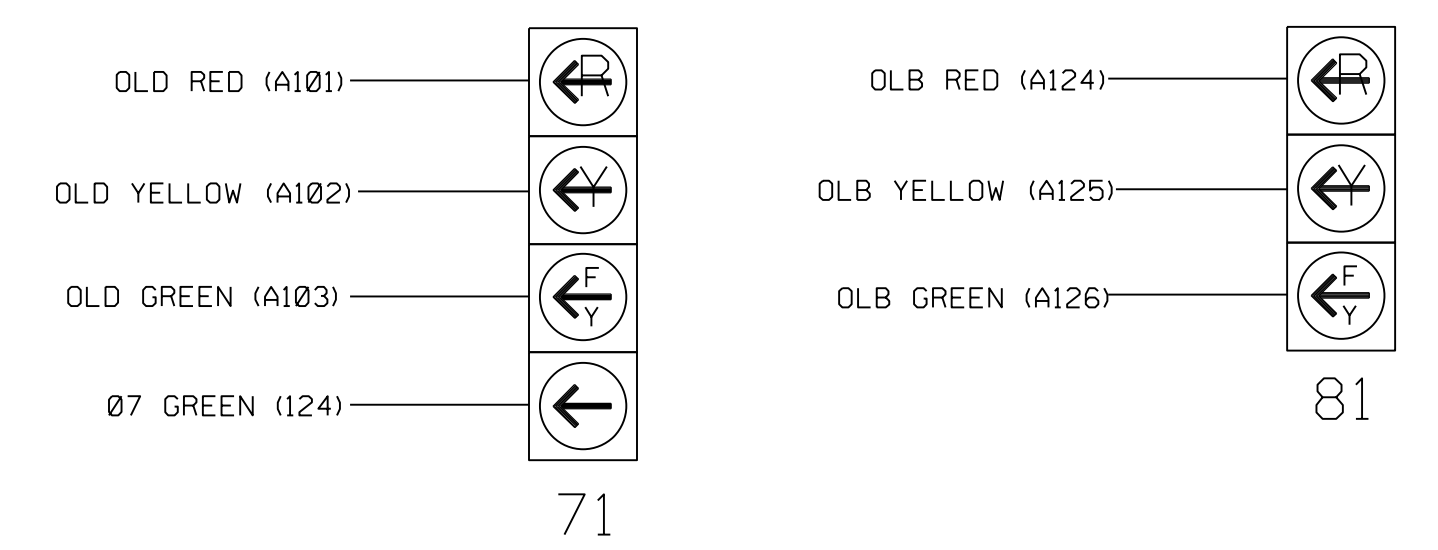 OLD RED (A101)
R
OLD YELLOW (A102)
Y
OLD GREEN (A103)
F
Y
Ø7 GREEN (124)
71
OLB RED (A124)
R
OLB YELLOW (A125)
Y
OLB GREEN (A126)
F
Y
81